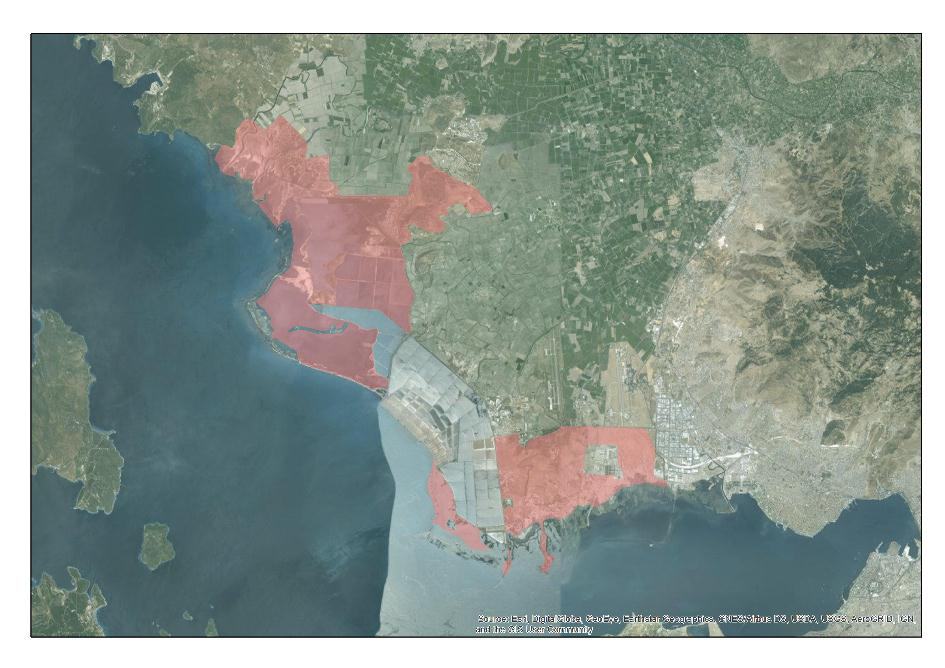 Source: Esri, DigitalGlobe, GeoEye, Earthstar Geographics, CNES/Airbus DS, USDA, USGS, AeroGRID, IGN,
and the GIS User Community